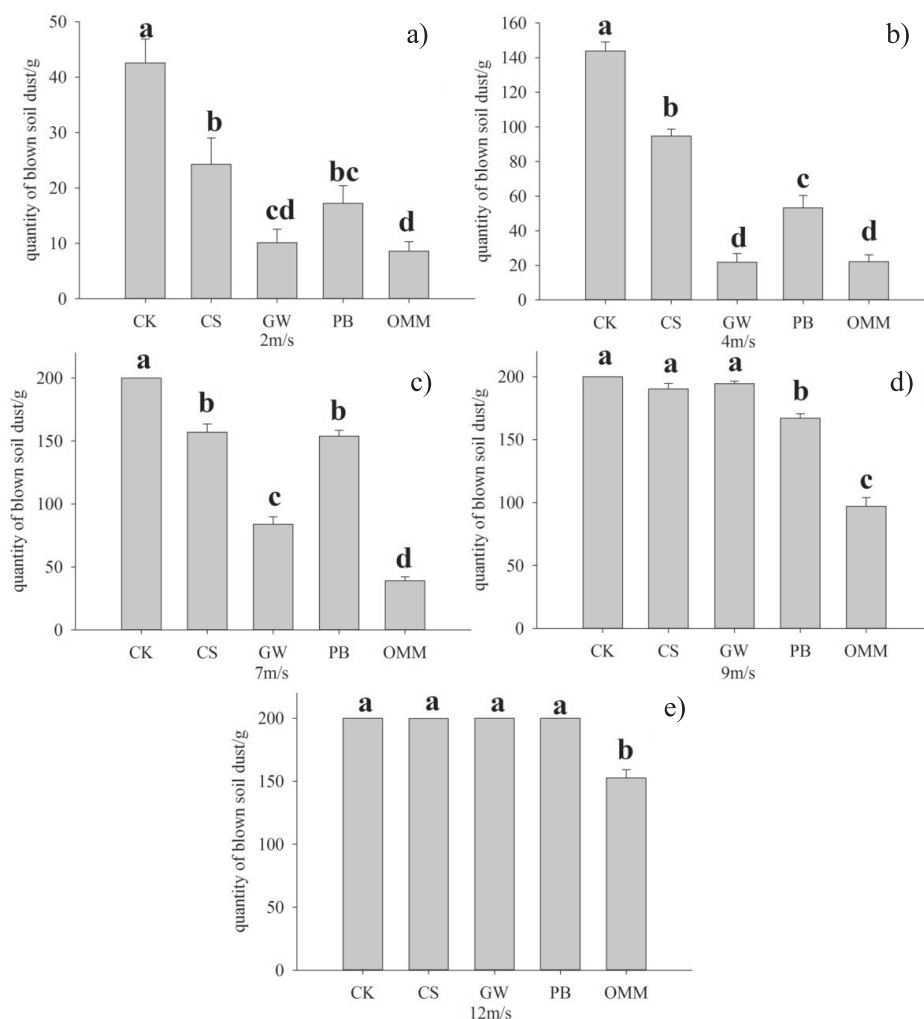 a)
quantity of blown soil dust/g
50
40
30
20
10
0
a
b
cd
bc
d
CK CS GW PB OMM
2m/s
b)
quantity of blown soil dust/g
160
140
120
100
80
60
40
20
0
a
b
d
c
d
CK CS GW PB OMM
4m/s
c)
quantity of blown soil dust/g
200
150
100
50
0
a
b
c
b
d
CK CS GW PB OMM
7m/s
d)
quantity of blown soil dust/g
200
150
100
50
0
a
a
a
b
c
CK CS GW PB OMM
9m/s
e)
quantity of blown soil dust/g
200
150
100
50
0
a
a
a
a
b
CK CS GW PB OMM
12m/s